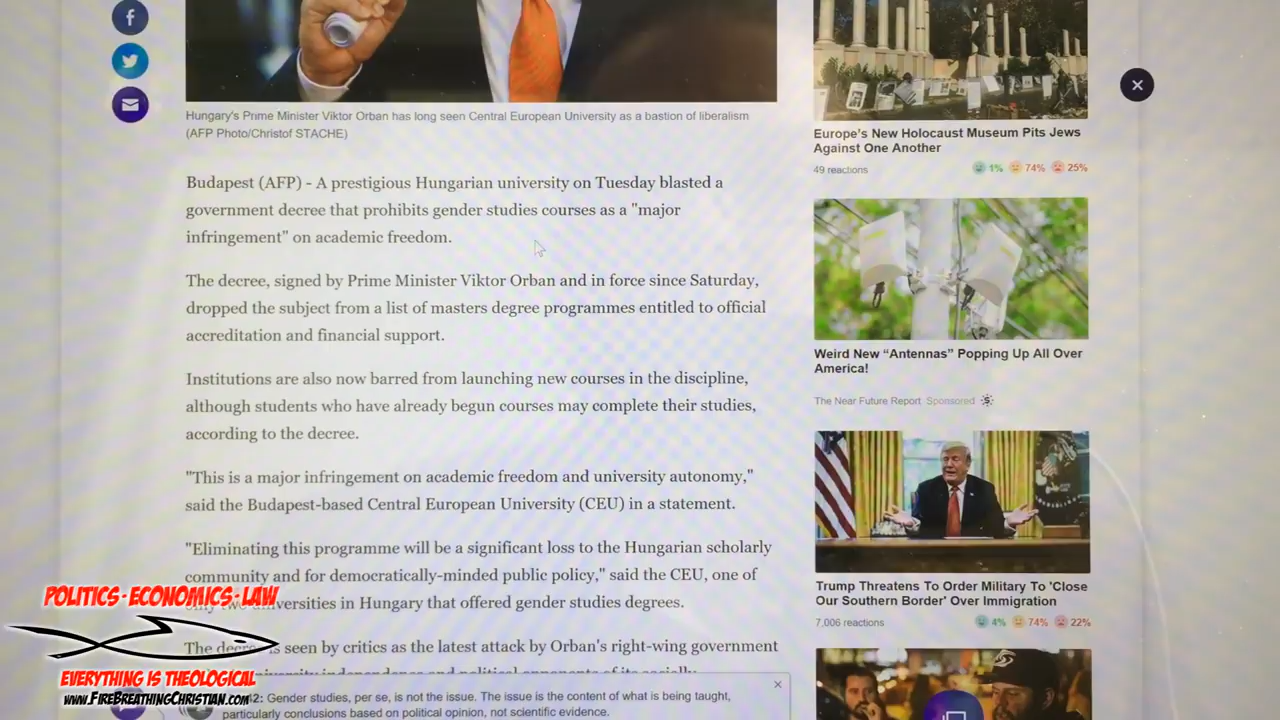 Hungary's Prime Minister Viktor Orban has long seen Central European University as a bastion of liberalism
(AFP Photo/Christof STACHE)
Budapest (AFP) - A prestigious Hungarian university on Tuesday blasted a
government decree that prohibits gender studies courses as a "major
infringement" on academic freedom.
The decree, signed by Prime Minister Viktor Orban and in force since Saturday,
dropped the subject from a list of masters degree programmes entitled to official
accreditation and financial support.
Institutions are also now barred from launching new courses in the discipline,
although students who have already begun courses may complete their studies,
according to the decree.
"This is a major infringement on academic freedom and university autonomy,"
said the Budapest-based Central European University (CEU) in a statement.
"Eliminating this programme will be a significant loss to the Hungarian scholarly
community and for democratically-minded public policy," said the CEU, one of
only two universities in Hungary that offered gender studies degrees.
The decree is seen by critics as the latest attack by Orban's right-wing government
Gender studies, per se, is not the issue. The issue is the content of what is being taught,
particularly conclusions based on political opinion, not scientific evidence.
Europe's New Holocaust Museum Pits Jews
Against One Another
49 reactions 1% 74% 25%
Weird New “Antennas” Popping Up All Over
America!
The Near Future Report Sponsored
Trump Threatens To Order Military To 'Close
Our Southern Border' Over Immigration
7,006 reactions 4% 74% 22%
POLITICS·ECONOMICS·LAW
EVERYTHING IS THEOLOGICAL
www.FireBreathingChristian.com